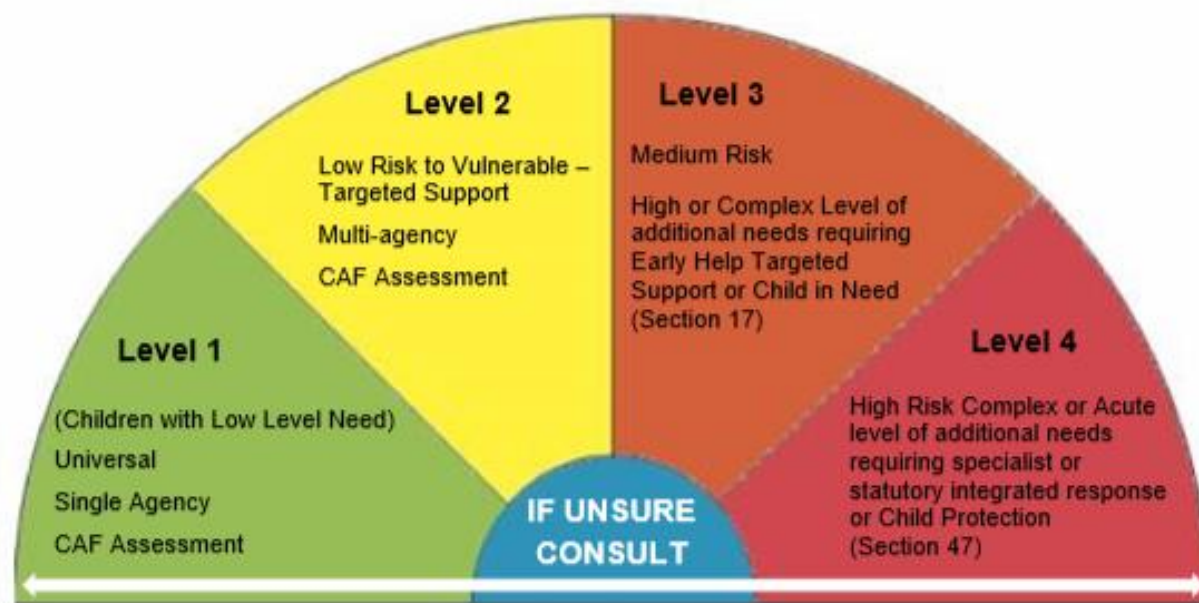 Level 1
(Children with Low Level Need)
Universal
Single Agency
CAF Assessment
Level 2
Low Risk to Vulnerable –
Targeted Support
Multi-agency
CAF Assessment
Level 3
Medium Risk
High or Complex Level of
additional needs requiring
Early Help Targeted
Support or Child in Need
(Section 17)
Level 4
High Risk Complex or Acute
level of additional needs
requiring specialist or
statutory integrated response
or Child Protection
(Section 47)
IF UNSURE
CONSULT